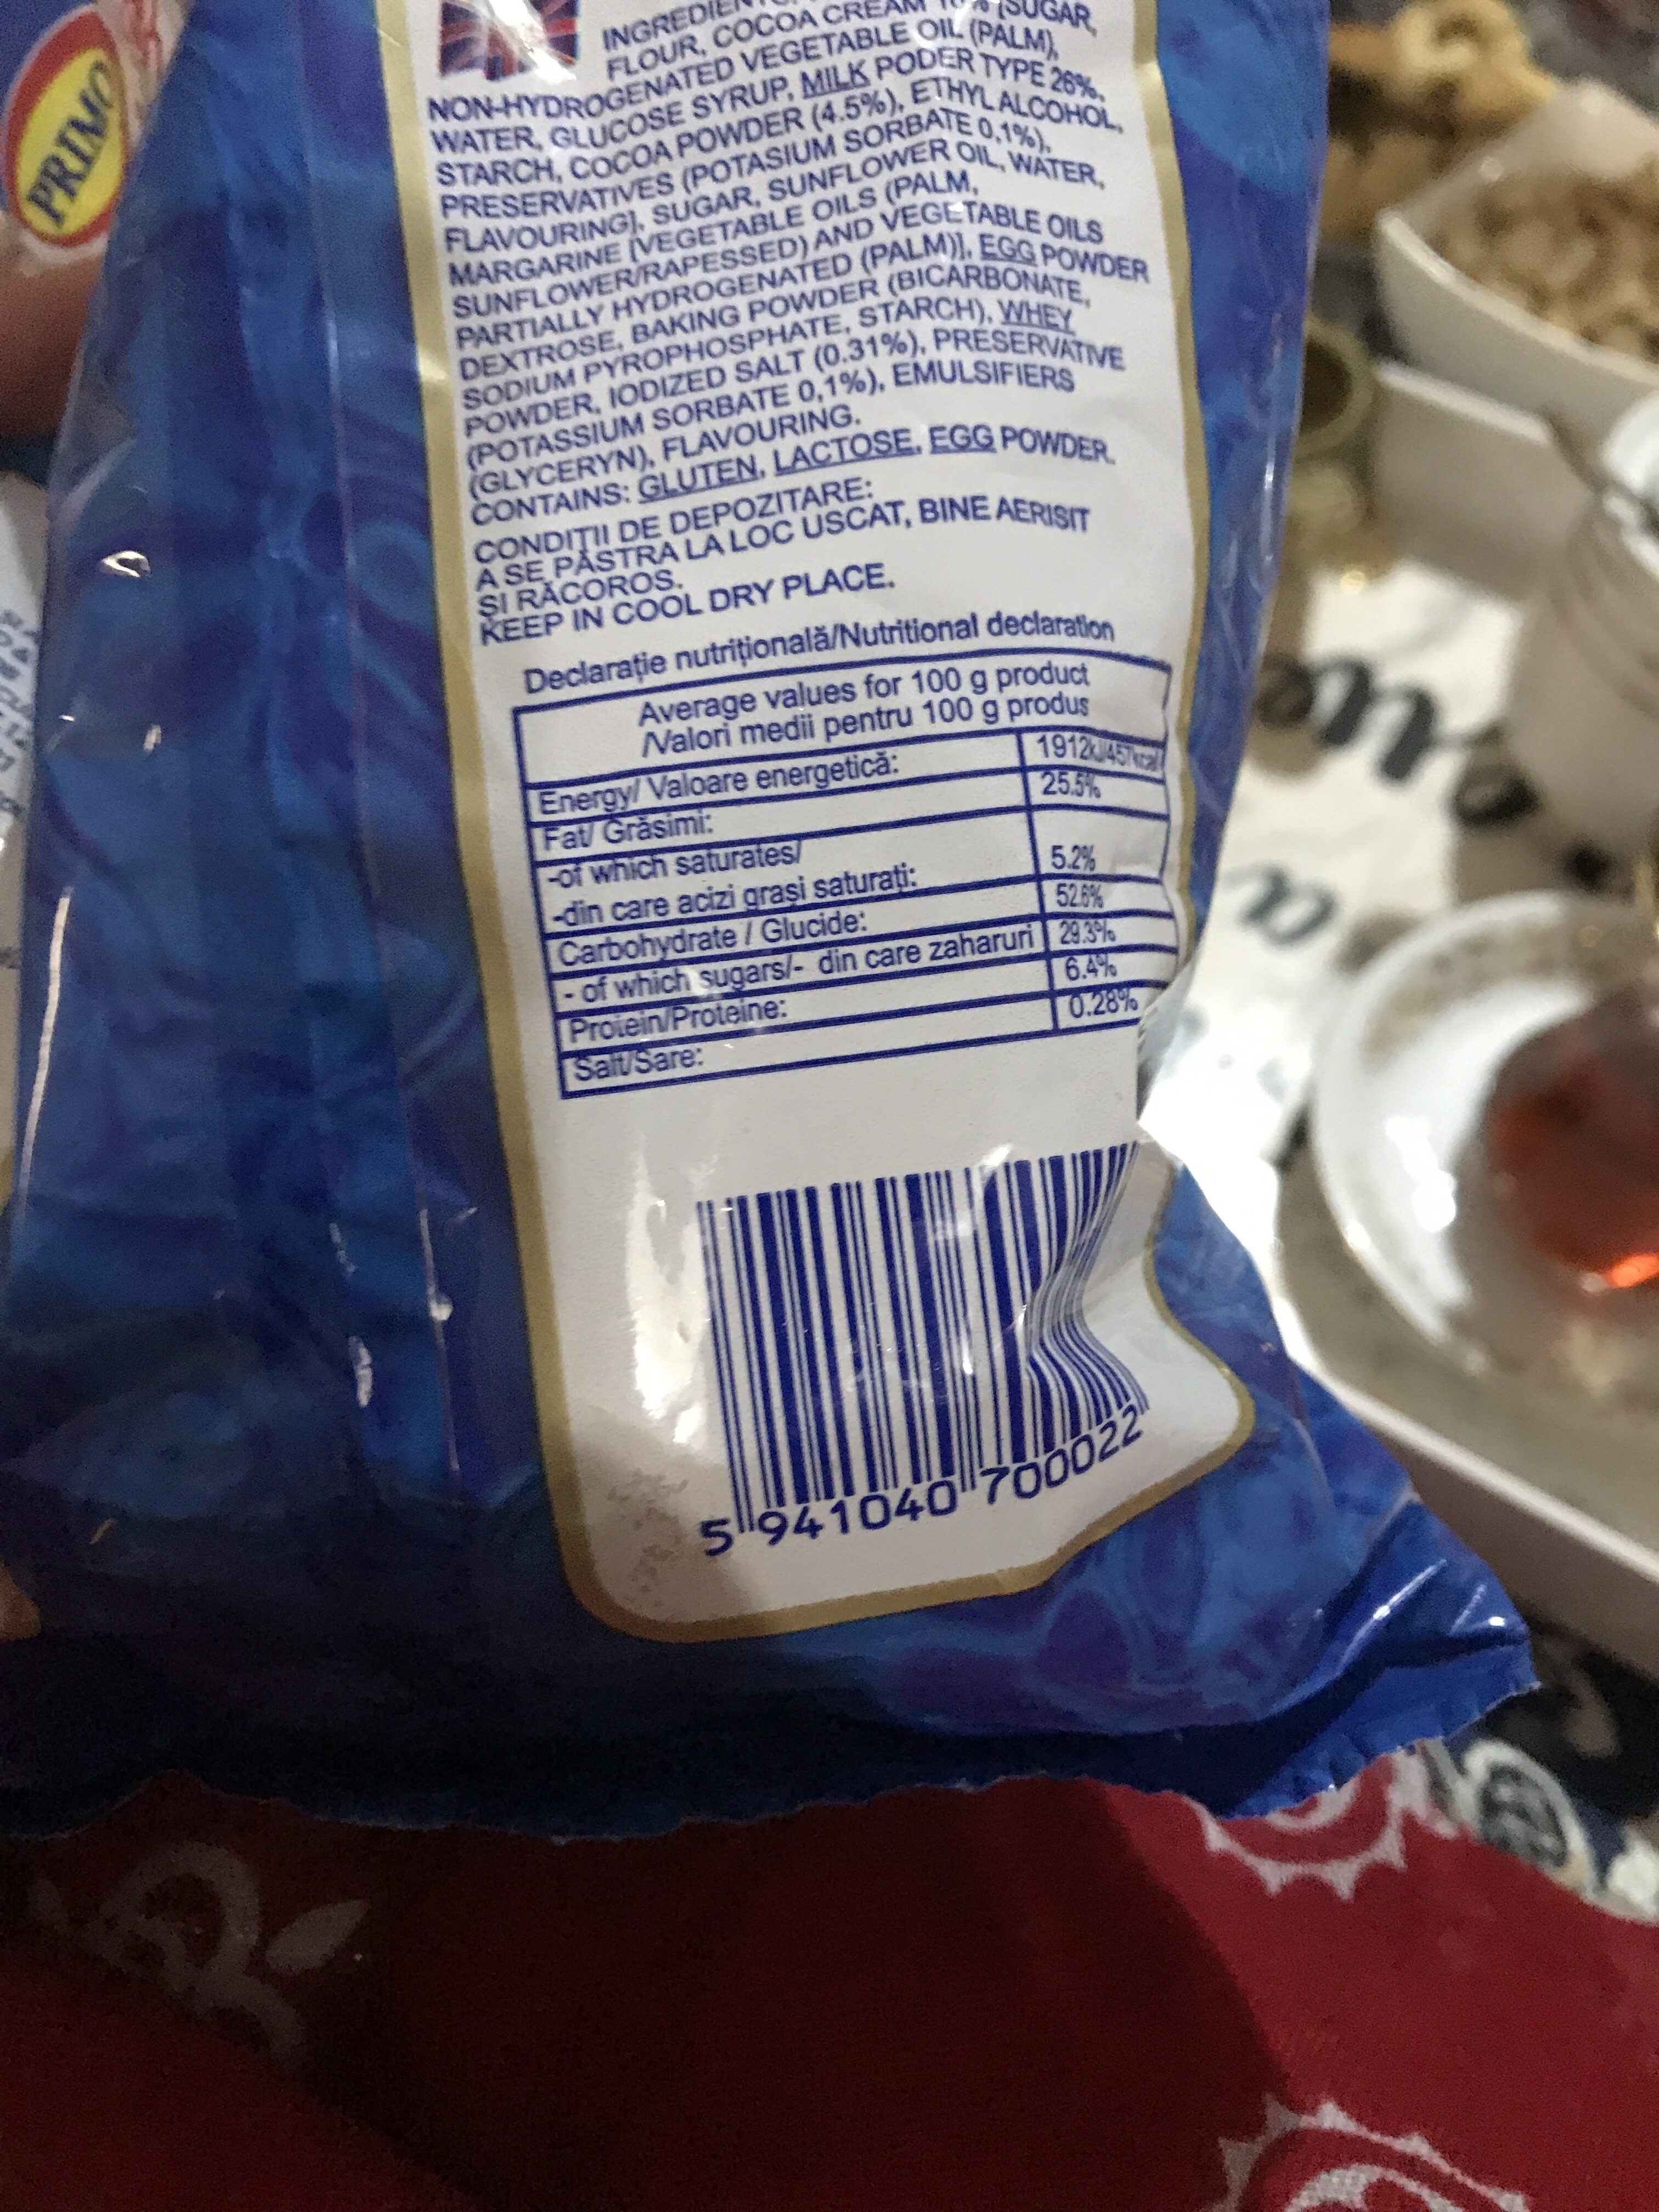 PRIMO
INGREDIEN
FLOUR, COCOA CREAM [SUGAR,
NON-HYDROGENATED VEGETABLE OIL (PALM),
WATER, GLUCOSE SYRUP, MILK PODER TYPE 26%,
STARCH, COCOA POWDER (4.5%), ETHYL ALCOHOL,
PRESERVATIVES (POTASIUM SORBATE 0,1%),
FLAVOURING], SUGAR, SUNFLOWER OIL, WATER,
MARGARINE [VEGETABLE OILS (PALM,
SUNFLOWER/RAPESSED) AND VEGETABLE OILS
PARTIALLY HYDROGENATED (PALM)], EGG POWDER
DEXTROSE, BAKING POWDER (BICARBONATE,
SODIUM PYROPHOSPHATE, STARCH), WHEY
POWDER, IODIZED SALT (0.31%), PRESERVATIVE
(POTASSIUM SORBATE 0,1%), EMULSIFIERS
(GLYCERYN), FLAVOURING.
CONTAINS: GLUTEN, LACTOSE, EGG POWDER.
CONDIȚII DE DEPOZITARE:
A SE PĂSTRA LA LOC USCAT, BINE AERISIT
ȘI RĂCOROS.
KEEP IN COOL DRY PLACE.
Declarație nutrițională/Nutritional declaration
Average values for 100 g product
/Valori medii pentru 100 g produs
Energy/ Valoare energetică: 1912kJ/457kcal
Fat/ Grăsimi: 25.5%
-of which saturates/
-din care acizi grași saturați: 5.2%
Carbohydrate / Glucide: 52.6%
- of which sugars/- din care zaharuri 29.3%
Protein/Proteine: 6.4%
Salt/Sare: 0.28%
5 941040 700022